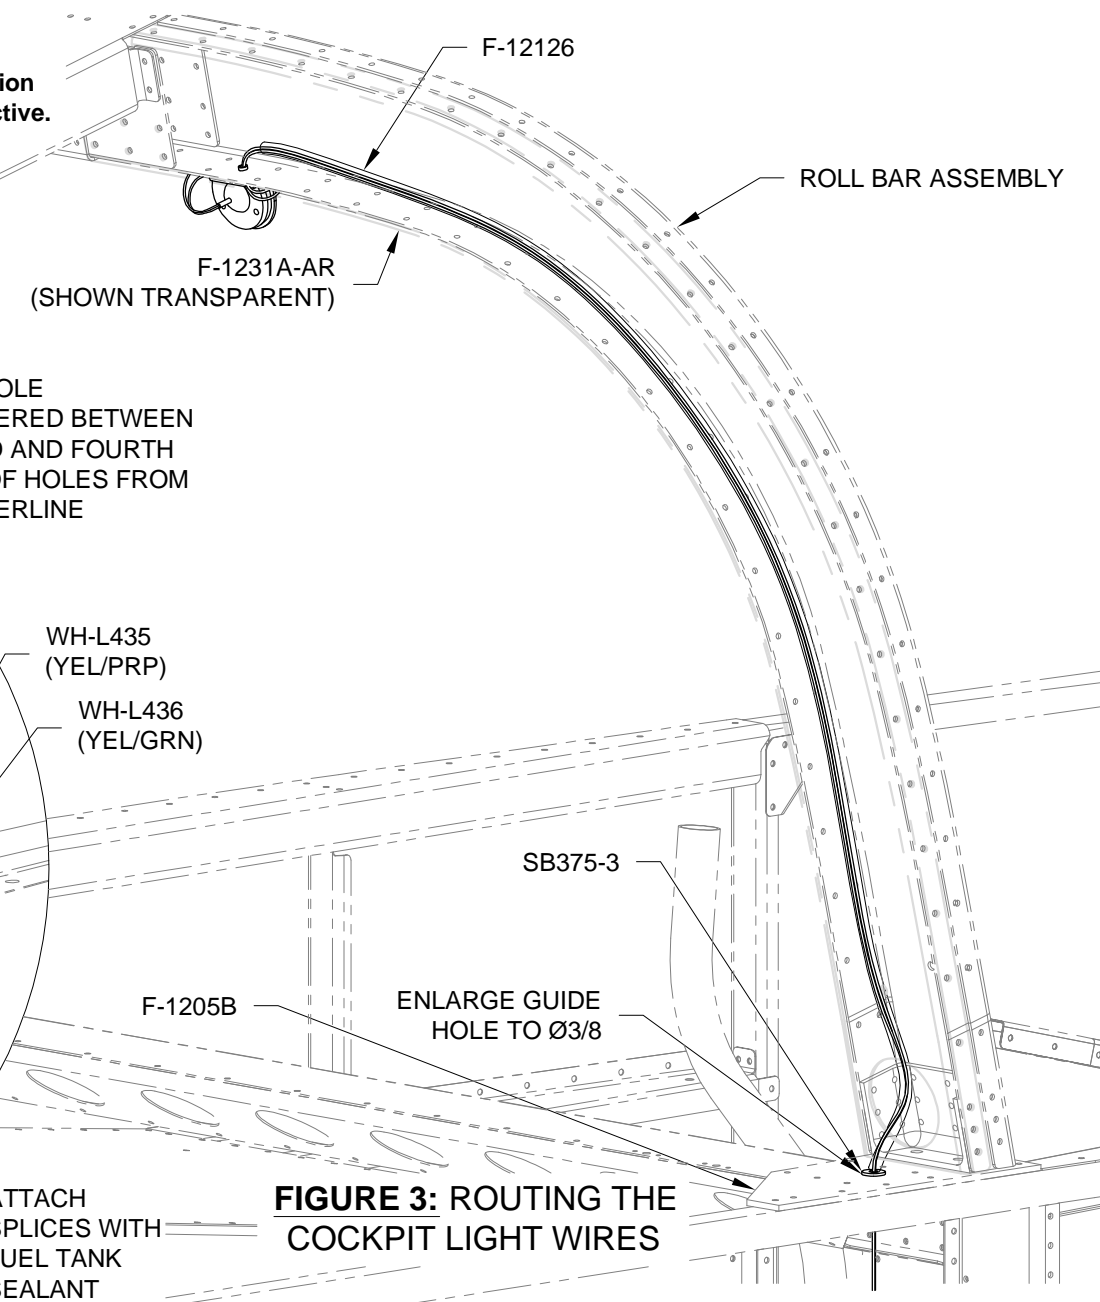 F-12126
tion
ctive.
ROLL BAR ASSEMBLY
F-1231A-AR
(SHOWN TRANSPARENT)
OLE
ERED BETWEEN
D AND FOURTH
OF HOLES FROM
ERLINE
WH-L435
(YEL/PRP)
WH-L436
(YEL/GRN)
SB375-3
F-1205B
ENLARGE GUIDE
HOLE TO Ø3/8
ATTACH
SPLICES WITH
FUEL TANK
SEALANT
FIGURE 3: ROUTING THE
COCKPIT LIGHT WIRES